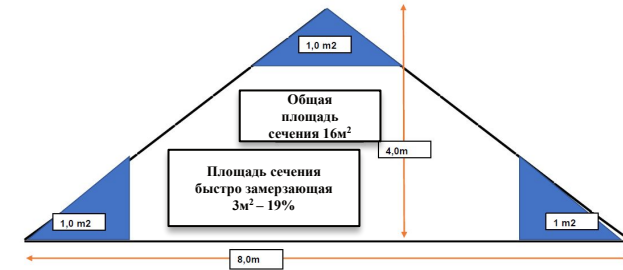 1,0 m2
Общая
площадь
сечения 16м²
4,0m
Площадь сечения
быстро замерзающая
3м² – 19%
1,0 m2
1 m2
8,0m